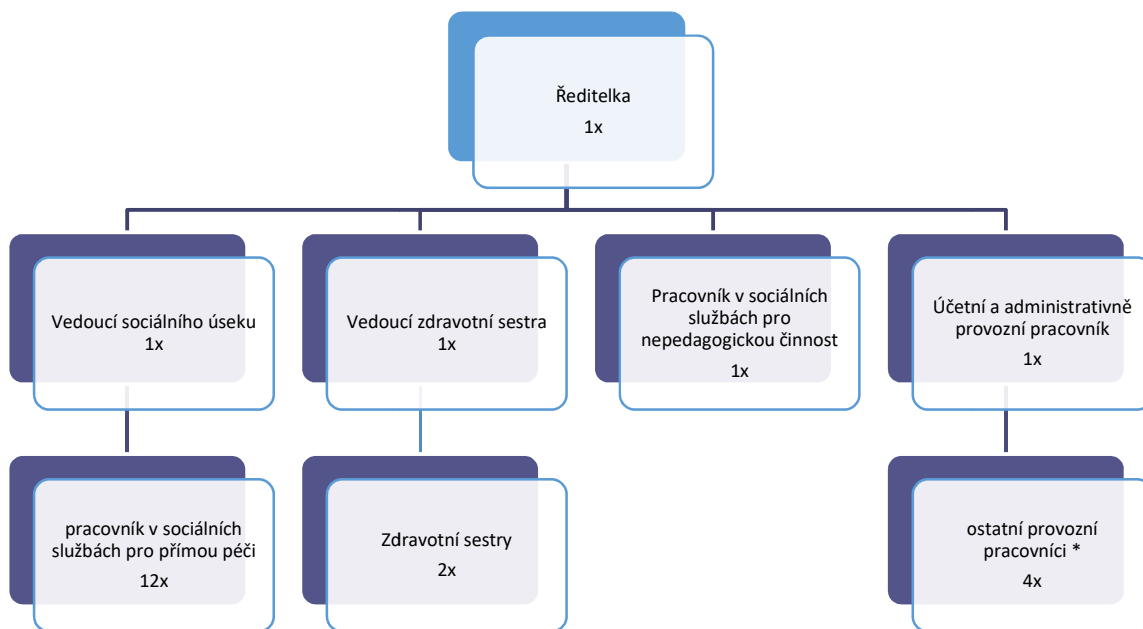 Ředitelka
1x
Vedoucí sociálního úseku
1x
Vedoucí zdravotní sestra
1x
Pracovník v sociálních
službách pro
nepedagogickou činnost
1x
Účetní a administrativně
provozní pracovník
1x
pracovník v sociálních
službách pro přímou péči
12x
Zdravotní sestry
2x
ostatní provozní
pracovníci *
4x